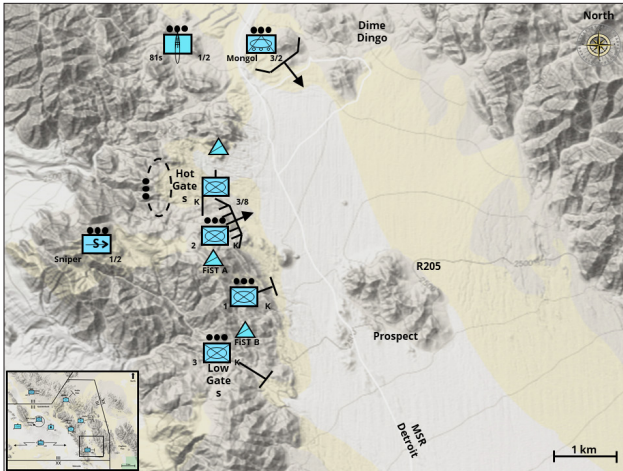 North
Dime
Dingo
81s
1/2
Mongol
3/2
Hot
Gate
s
K
3/8
2
K
Sniper
S
1/2
FiST A
R205
1
K
FiST B
Prospect
3
K
Low
Gate
s
MSR
Detroit
1 km